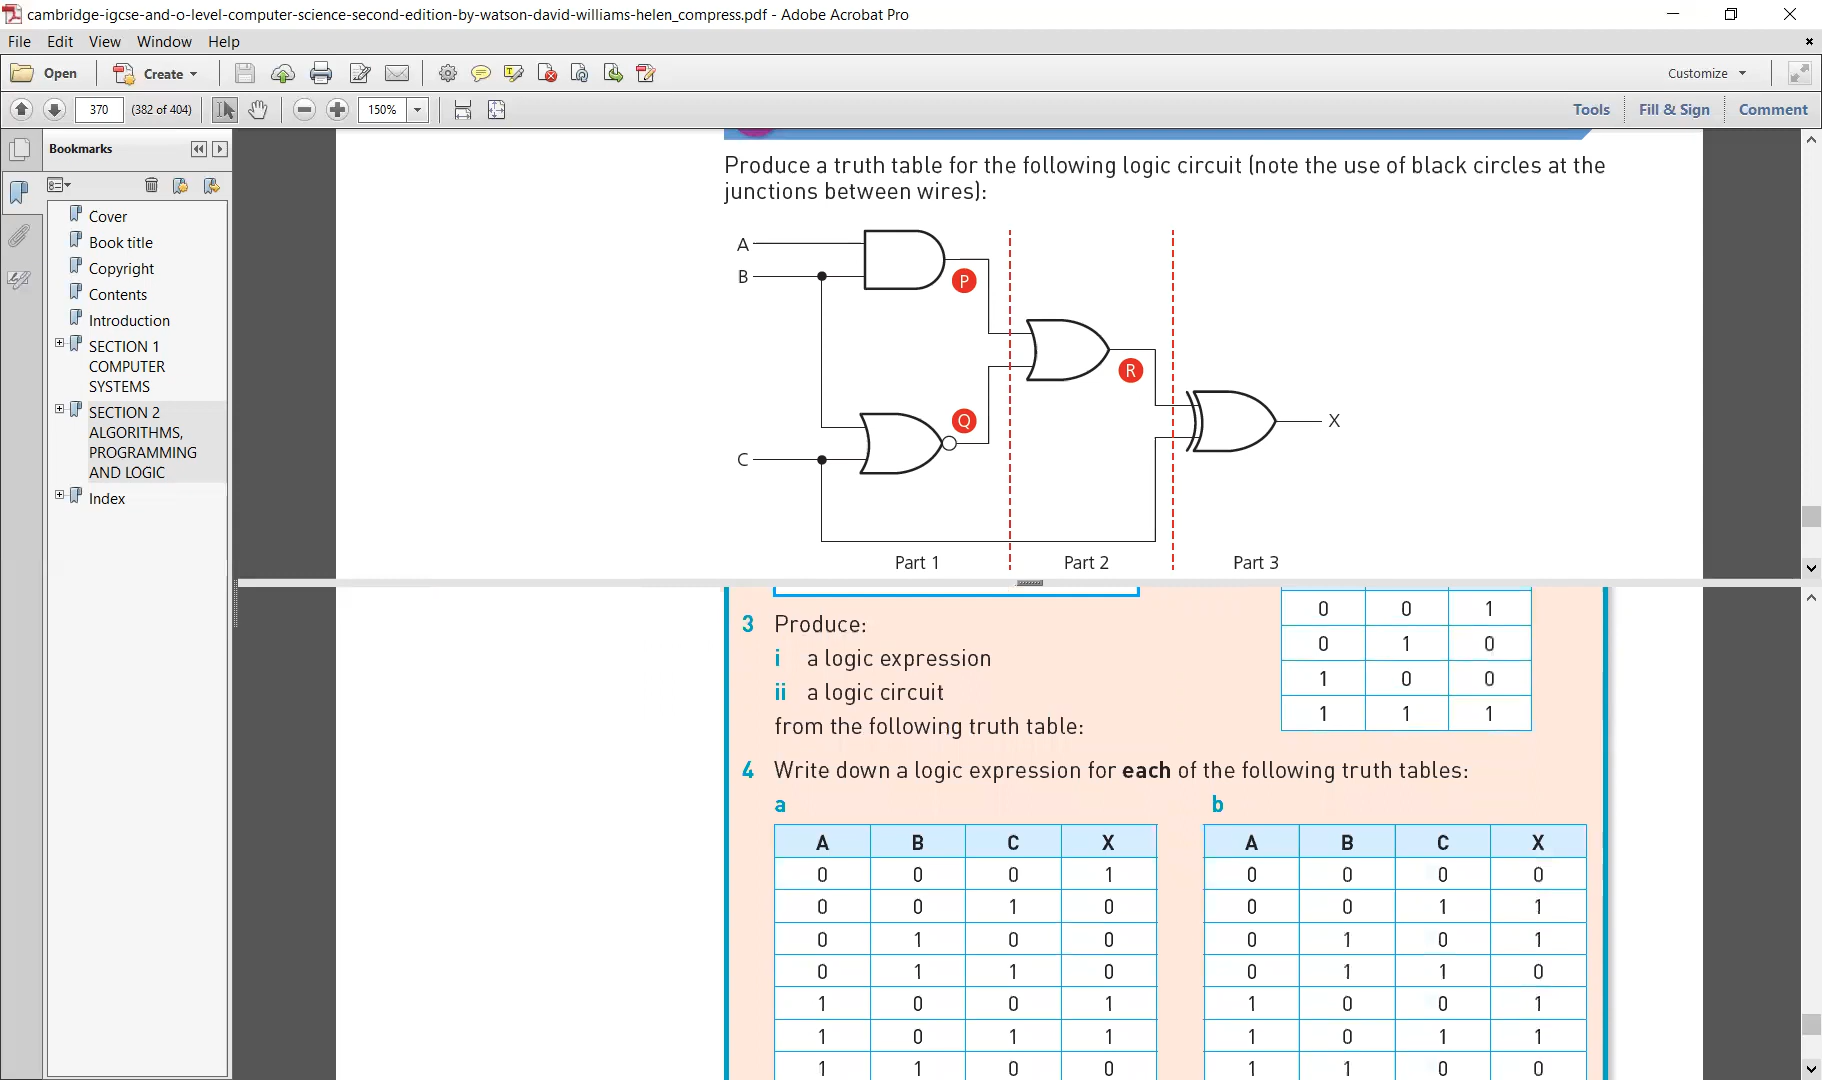 cambridge-igcse-and-o-level-computer-science-second-edition-by-watson-david-williams-helen_compress.pdf - Adobe Acrobat Pro
File Edit View Window Help
Open Create Customize
370 (382 of 404) 150% Tools Fill & Sign Comment
Bookmarks
Cover
Book title
Copyright
Contents
Introduction
SECTION 1
COMPUTER
SYSTEMS
SECTION 2
ALGORITHMS,
PROGRAMMING
AND LOGIC
Index
Produce a truth table for the following logic circuit (note the use of black circles at the
junctions between wires):
A
B
P
R
Q
X
C
Part 1 Part 2 Part 3
3 Produce:
i a logic expression
ii a logic circuit
from the following truth table:
0 0 1
0 1 0
1 0 0
1 1 1
4 Write down a logic expression for each of the following truth tables:
a
A B C X
0 0 0 1
0 0 1 0
0 1 0 0
0 1 1 0
1 0 0 1
1 0 1 1
1 1 0 0
b
A B C X
0 0 0 0
0 0 1 1
0 1 0 1
0 1 1 0
1 0 0 1
1 0 1 1
1 1 0 0